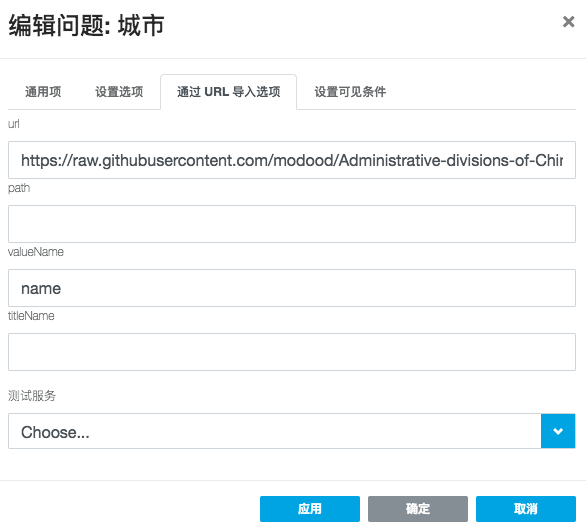 编辑问题: 城市
×
通用项 设置选项 通过 URL 导入选项 设置可见条件
url
https://raw.githubusercontent.com/modood/Administrative-divisions-of-Chin
path
valueName
name
titleName
测试服务
Choose...
应用 确定 取消